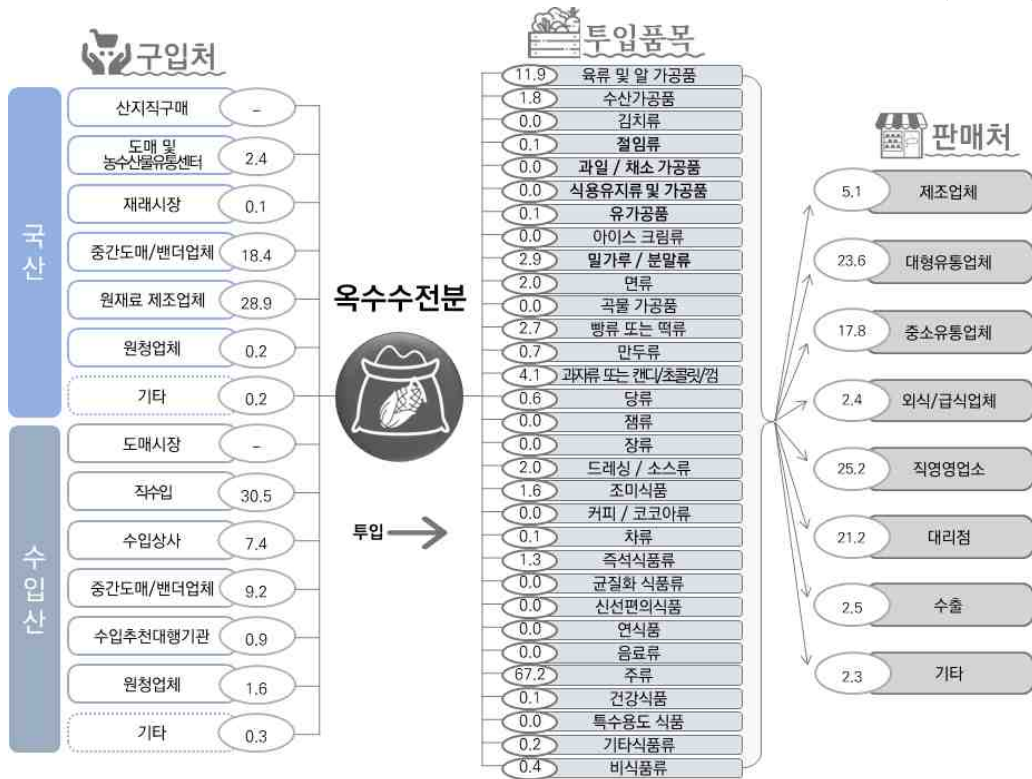 구입처
국산
산지직구매 -
도매 및
농수산물유통센터 2.4
재래시장 0.1
중간도매/밴더업체 18.4
원재료 제조업체 28.9
원청업체 0.2
기타 0.2
수입산
도매시장 -
직수입 30.5
수입상사 7.4
중간도매/밴더업체 9.2
수입추천대행기관 0.9
원청업체 1.6
기타 0.3
옥수수전분
투입
투입품목
11.9 육류 및 알 가공품
1.8 수산가공품
0.0 김치류
0.1 절임류
0.0 과일 / 채소 가공품
0.0 식용유지류 및 가공품
0.1 유가공품
0.0 아이스 크림류
2.9 밀가루 / 분말류
2.0 면류
0.0 곡물 가공품
2.7 빵류 또는 떡류
0.7 만두류
4.1 과자류 또는 캔디/초콜릿/껌
0.6 당류
0.0 잼류
0.0 장류
2.0 드레싱 / 소스류
1.6 조미식품
0.0 커피 / 코코아류
0.1 차류
1.3 즉석식품류
0.0 균질화 식품류
0.0 신선편의식품
0.0 연식품
0.0 음료류
67.2 주류
0.1 건강식품
0.0 특수용도 식품
0.2 기타식품류
0.4 비식품류
판매처
5.1 제조업체
23.6 대형유통업체
17.8 중소유통업체
2.4 외식/급식업체
25.2 직영영업소
21.2 대리점
2.5 수출
2.3 기타